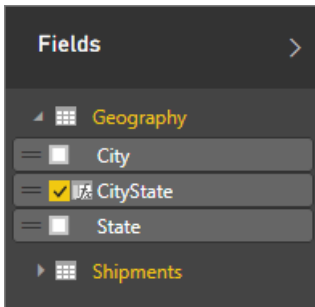 Fields
Geography
City
CityState
State
Shipments